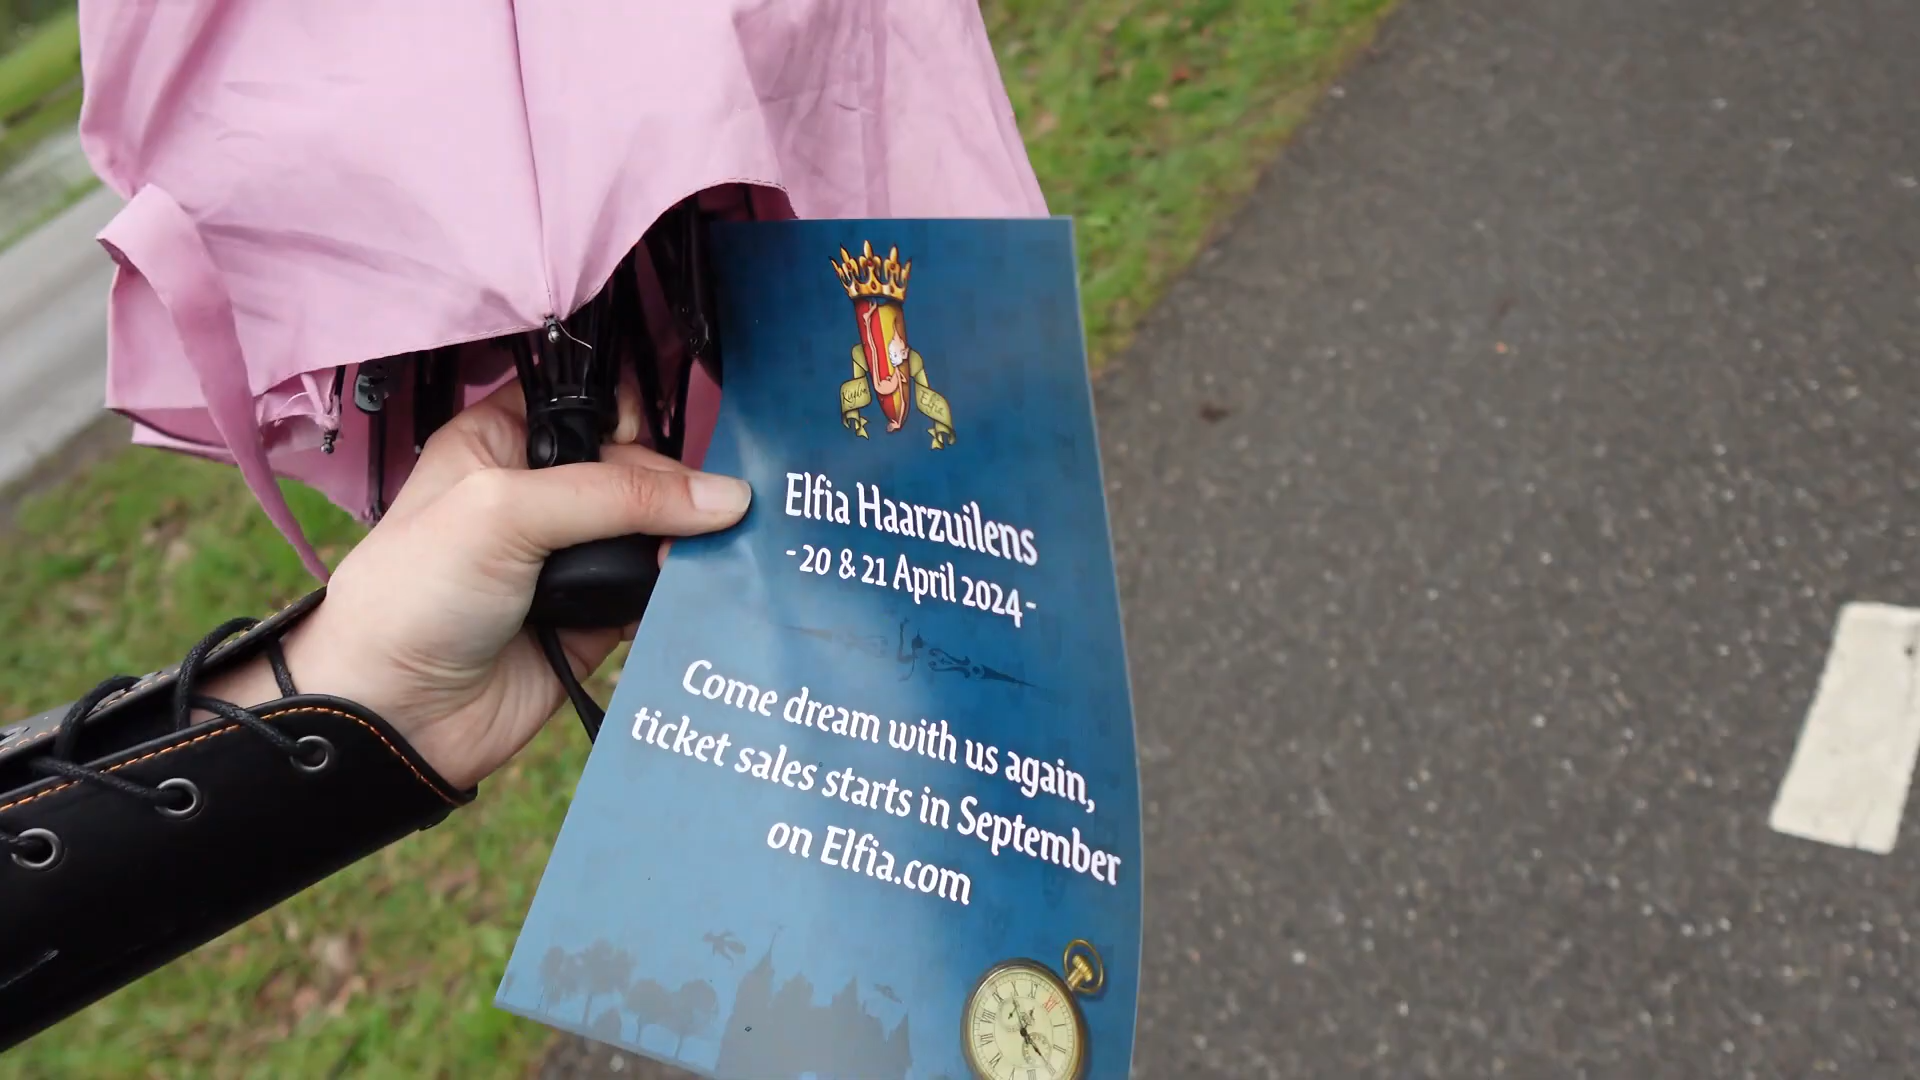 Elfia
Elfia Haarzuilens
- 20 & 21 April 2024 -
Come dream with us again,
ticket sales starts in September
on Elfia.com